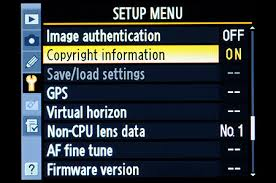 SETUP MENU
Image authentication OFF
Copyright information ON
Save/load settings --
GPS --
Virtual horizon --
Non-CPU lens data No. 1
AF fine tune --
Firmware version --
?